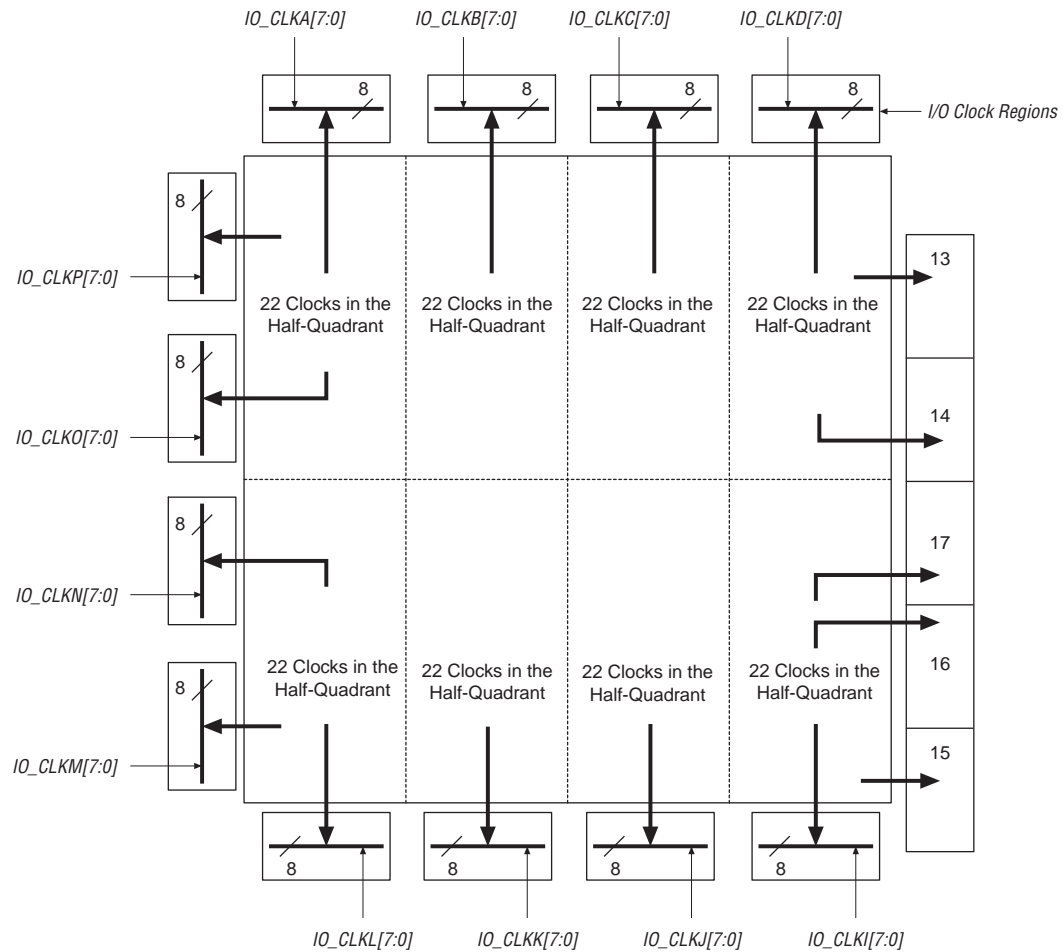 IO_CLKA[7:0]
IO_CLKB[7:0]
IO_CLKC[7:0]
IO_CLKD[7:0]
8
8
8
8
I/O Clock Regions
8
IO_CLKP[7:0]
13
22 Clocks in the
Half-Quadrant
22 Clocks in the
Half-Quadrant
22 Clocks in the
Half-Quadrant
22 Clocks in the
Half-Quadrant
8
IO_CLKO[7:0]
14
8
IO_CLKN[7:0]
17
22 Clocks in the
Half-Quadrant
22 Clocks in the
Half-Quadrant
22 Clocks in the
Half-Quadrant
22 Clocks in the
Half-Quadrant
16
8
IO_CLKM[7:0]
15
8
8
8
8
IO_CLKL[7:0]
IO_CLKK[7:0]
IO_CLKJ[7:0]
IO_CLKI[7:0]